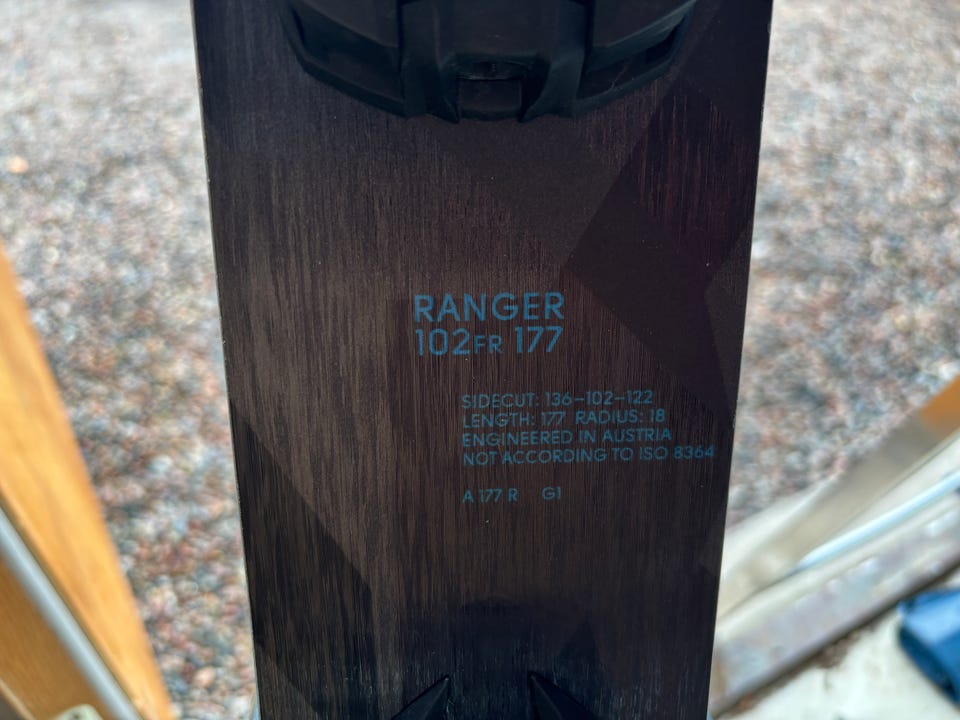 RANGER
102FR 177
SIDECUT: 136–102–122
LENGTH: 177 RADIUS: 18
ENGINEERED IN AUSTRIA
NOT ACCORDING TO ISO 8364
A 177 R G1